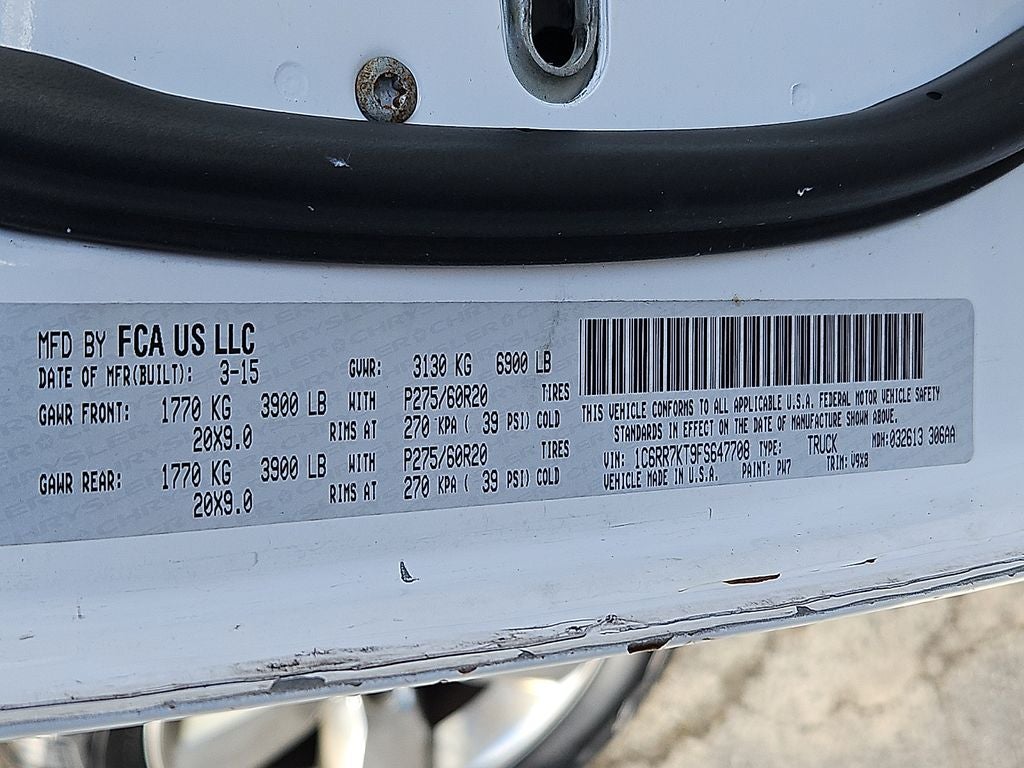 MFD BY FCA US LLC
DATE OF MFR(BUILT): 3-15 GVWR: 3130 KG 6900 LB
GAWR FRONT: 1770 KG 3900 LB WITH P275/60R20 TIRES
20X9.0 RIMS AT 270 KPA ( 39 PSI) COLD
GAWR REAR: 1770 KG 3900 LB WITH P275/60R20 TIRES
20X9.0 RIMS AT 270 KPA ( 39 PSI) COLD
THIS VEHICLE CONFORMS TO ALL APPLICABLE U.S.A. FEDERAL MOTOR VEHICLE SAFETY
STANDARDS IN EFFECT ON THE DATE OF MANUFACTURE SHOWN ABOVE.
VIN: 1C6RR7KT9FS647708 TYPE: TRUCK MDH:032613 306AA
VEHICLE MADE IN U.S.A. PAINT: PW7 TRIM: V9X8